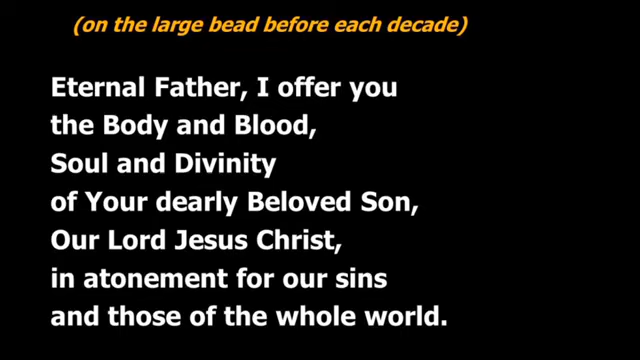 (on the large bead before each decade)
Eternal Father, I offer you
the Body and Blood,
Soul and Divinity
of Your dearly Beloved Son,
Our Lord Jesus Christ,
in atonement for our sins
and those of the whole world.